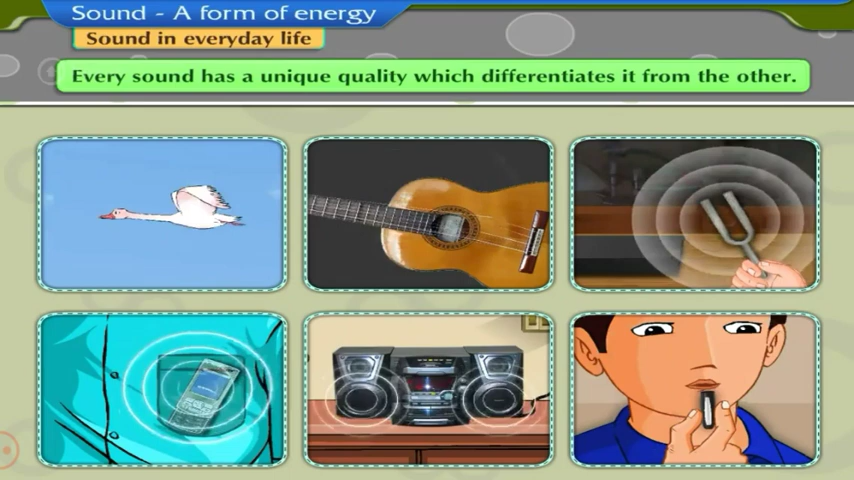 Sound - A form of energy
Sound in everyday life
Every sound has a unique quality which differentiates it from the other.